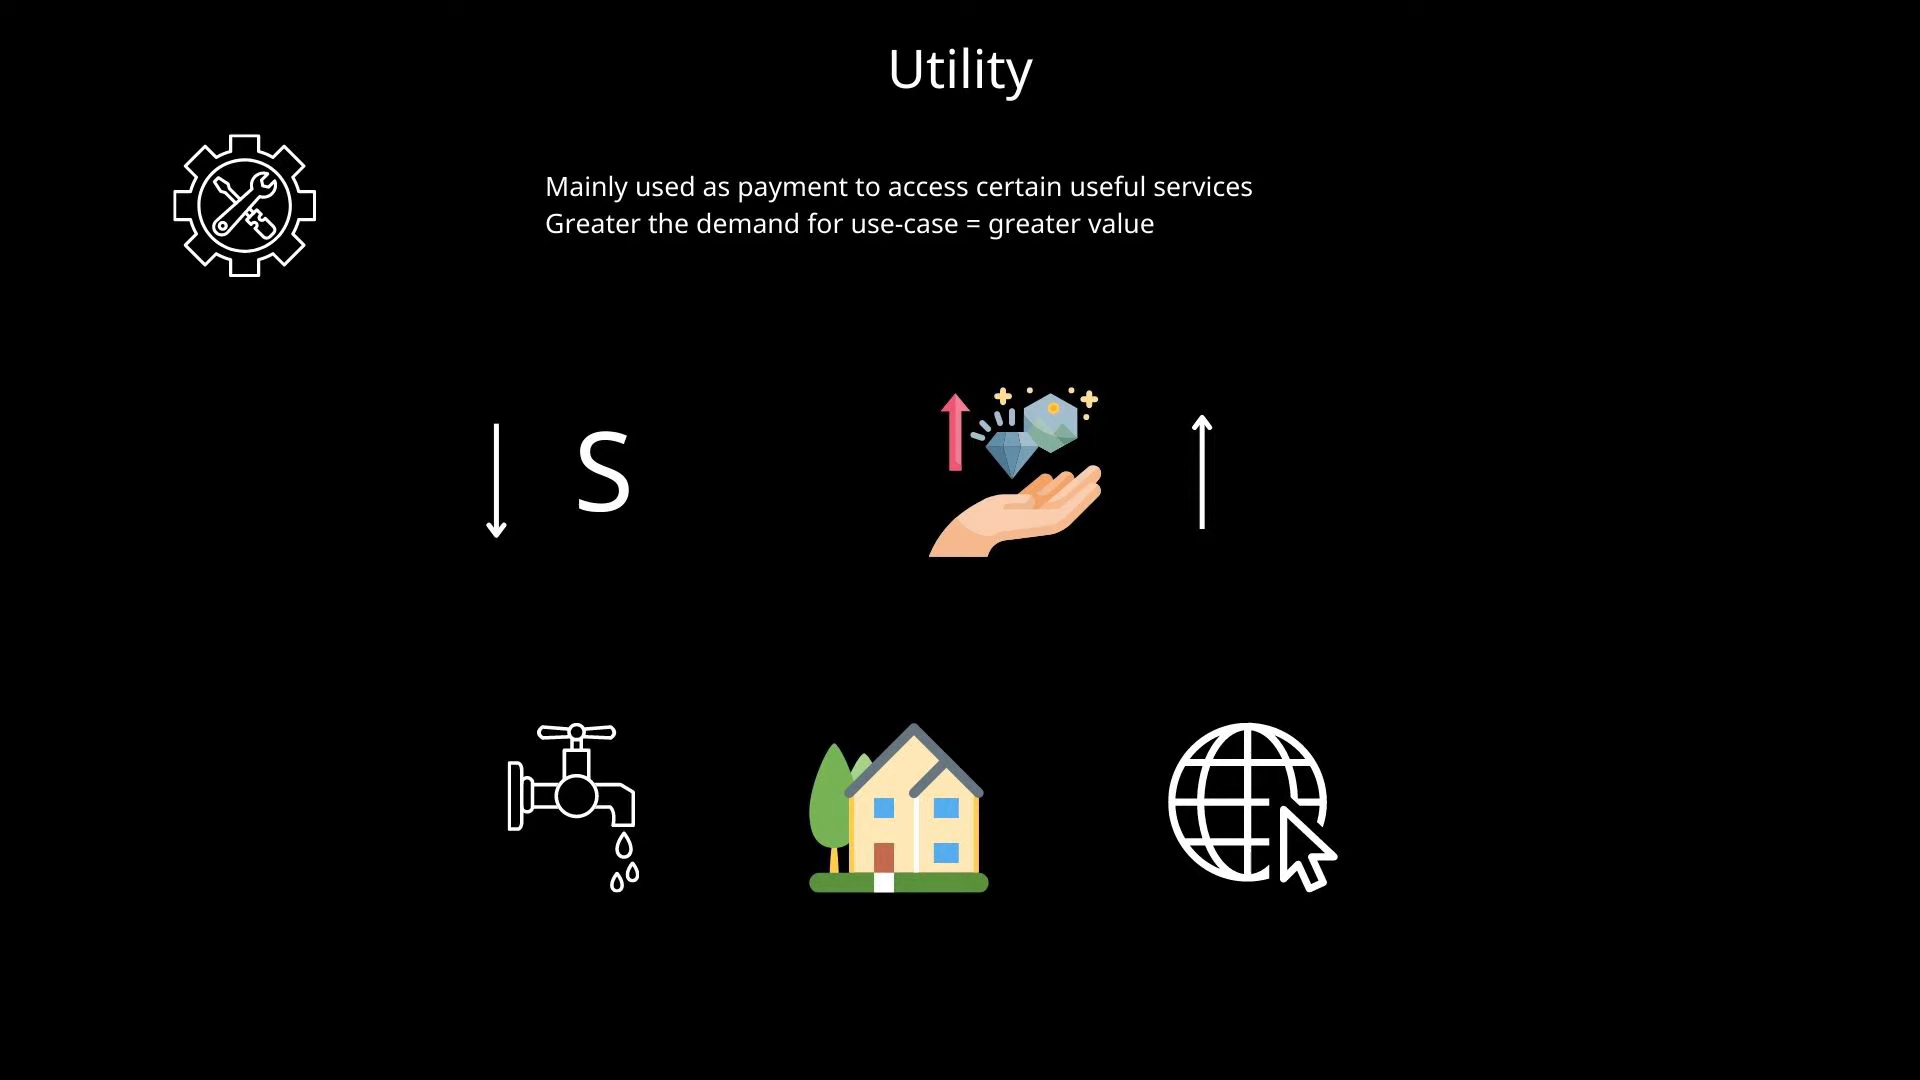 Utility
Mainly used as payment to access certain useful services
Greater the demand for use-case = greater value
S